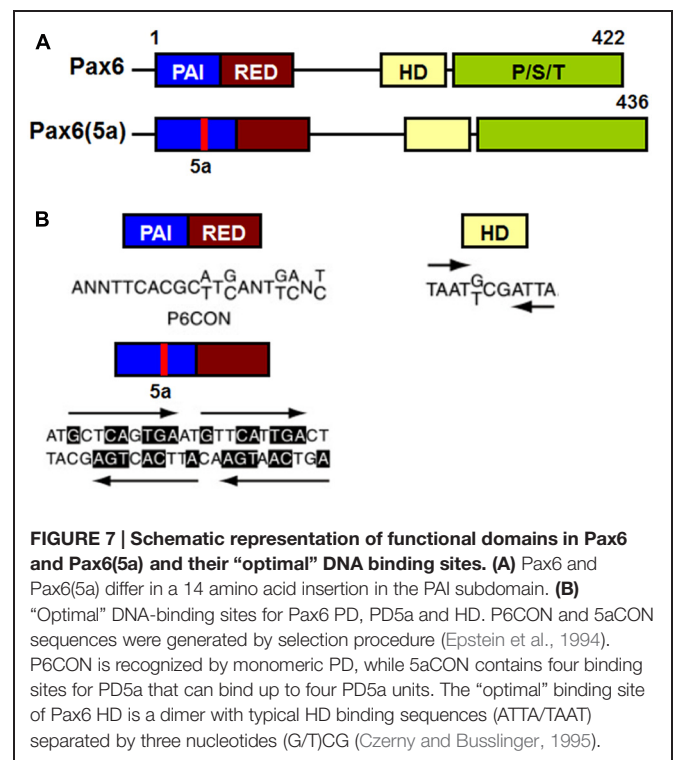 A
1
422
Pax6
PAI
RED
HD
P/S/T
436
Pax6(5a)
5a
B
PAI
RED
HD
ANNTTCACGC A/T T G/C ANT G/T A/C N T/C
TAAT G/T CGATTA
P6CON
5a
ATGCTCAGTGAATGTTCATTGACT
TACGAGTCACTTACAAGTAACTGA
FIGURE 7 | Schematic representation of functional domains in Pax6
and Pax6(5a) and their “optimal” DNA binding sites. (A) Pax6 and
Pax6(5a) differ in a 14 amino acid insertion in the PAI subdomain. (B)
“Optimal” DNA-binding sites for Pax6 PD, PD5a and HD. P6CON and 5aCON
sequences were generated by selection procedure (Epstein et al., 1994).
P6CON is recognized by monomeric PD, while 5aCON contains four binding
sites for PD5a that can bind up to four PD5a units. The “optimal” binding site
of Pax6 HD is a dimer with typical HD binding sequences (ATTA/TAAT)
separated by three nucleotides (G/T)CG (Czerny and Busslinger, 1995).